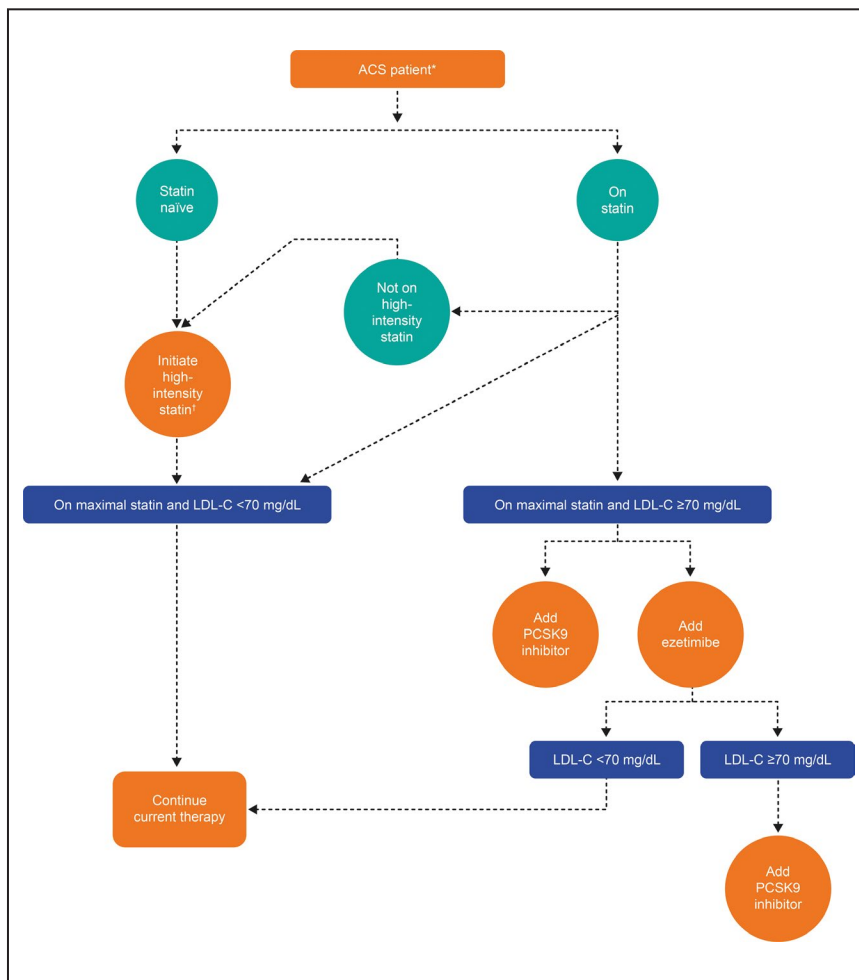 ACS patient*
Statin
naïve
On
statin
Not on
high-
intensity
statin
Initiate
high-
intensity
statin†
On maximal statin and LDL-C <70 mg/dL
On maximal statin and LDL-C ≥70 mg/dL
Add
PCSK9
inhibitor
Add
ezetimibe
LDL-C <70 mg/dL
LDL-C ≥70 mg/dL
Continue
current therapy
Add
PCSK9
inhibitor